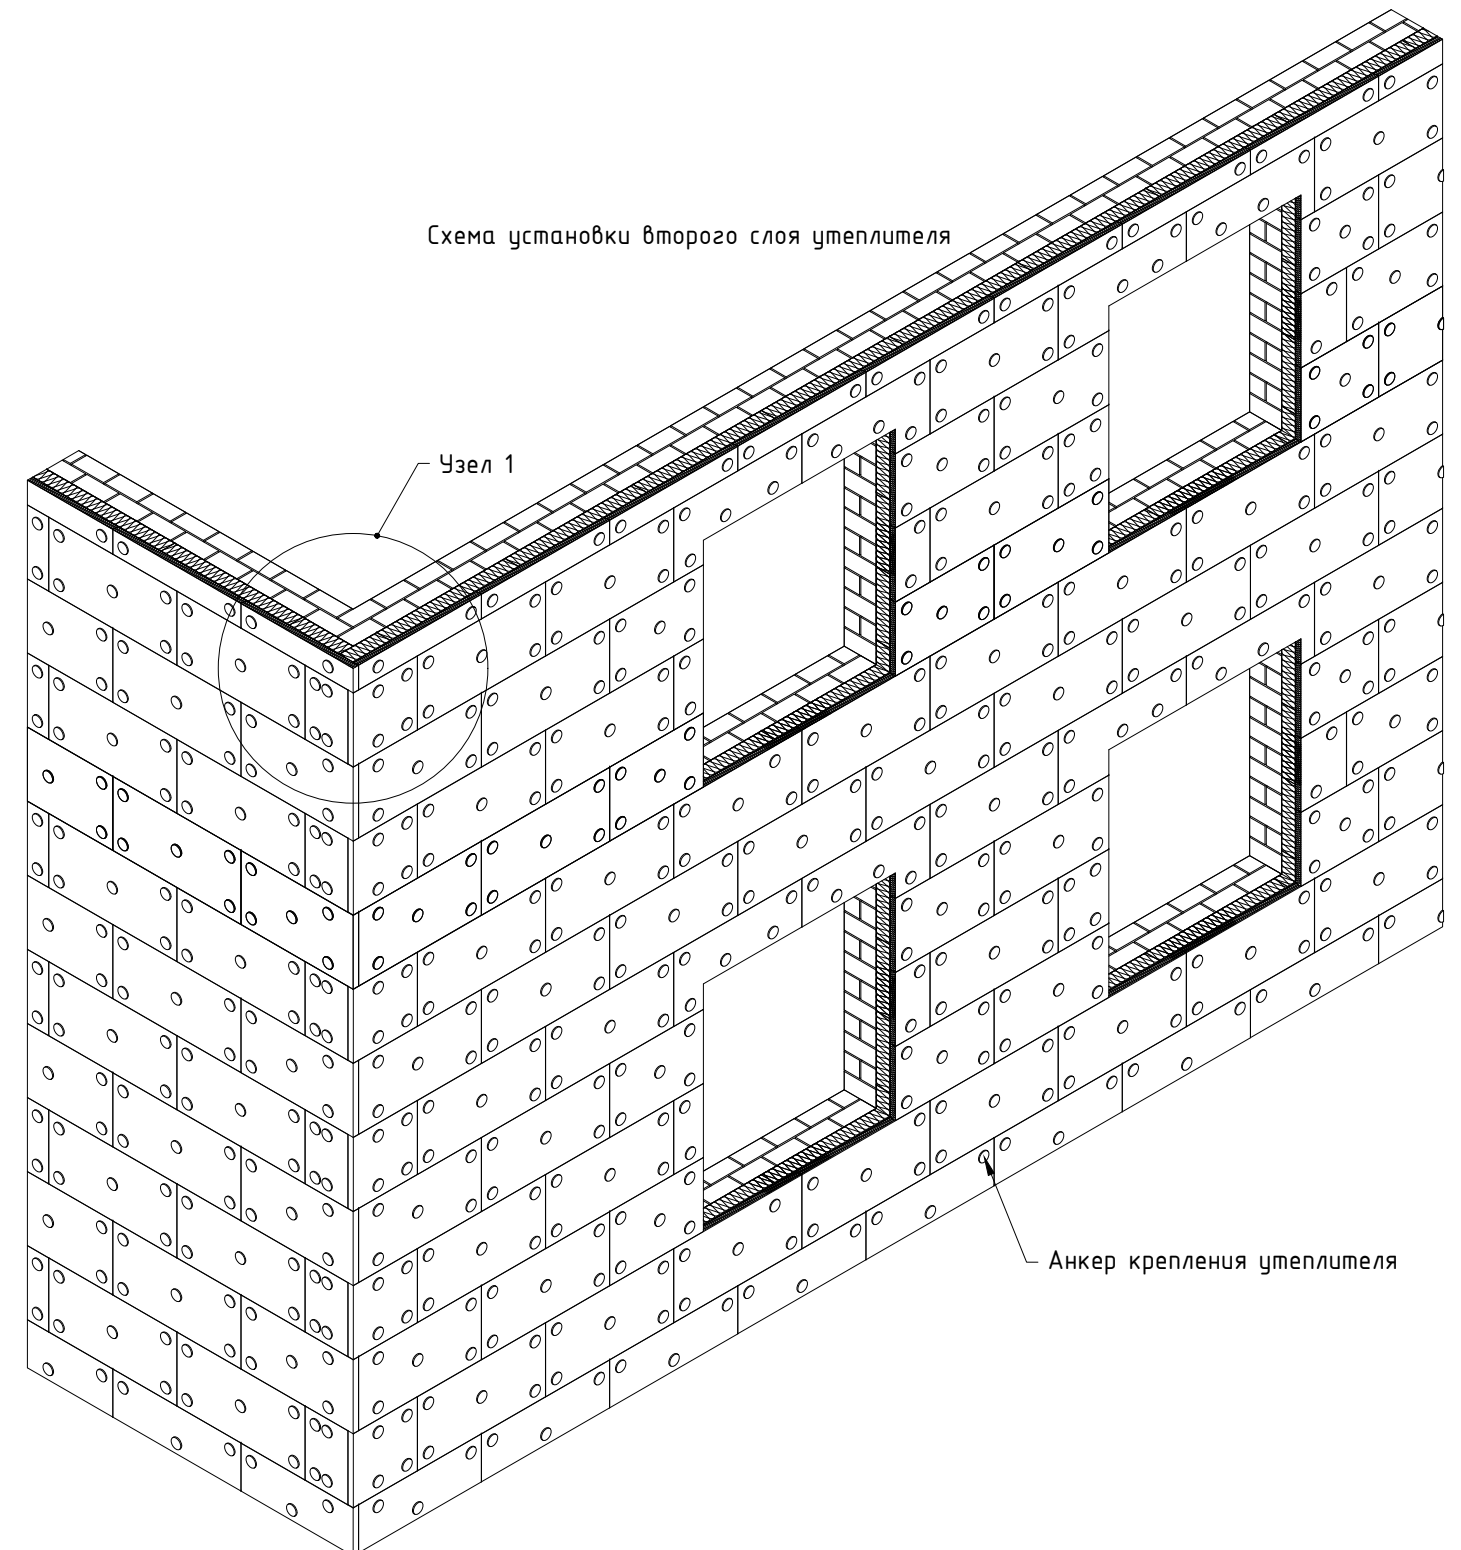 Схема установки второго слоя утеплителя
Узел 1
Анкер крепления утеплителя